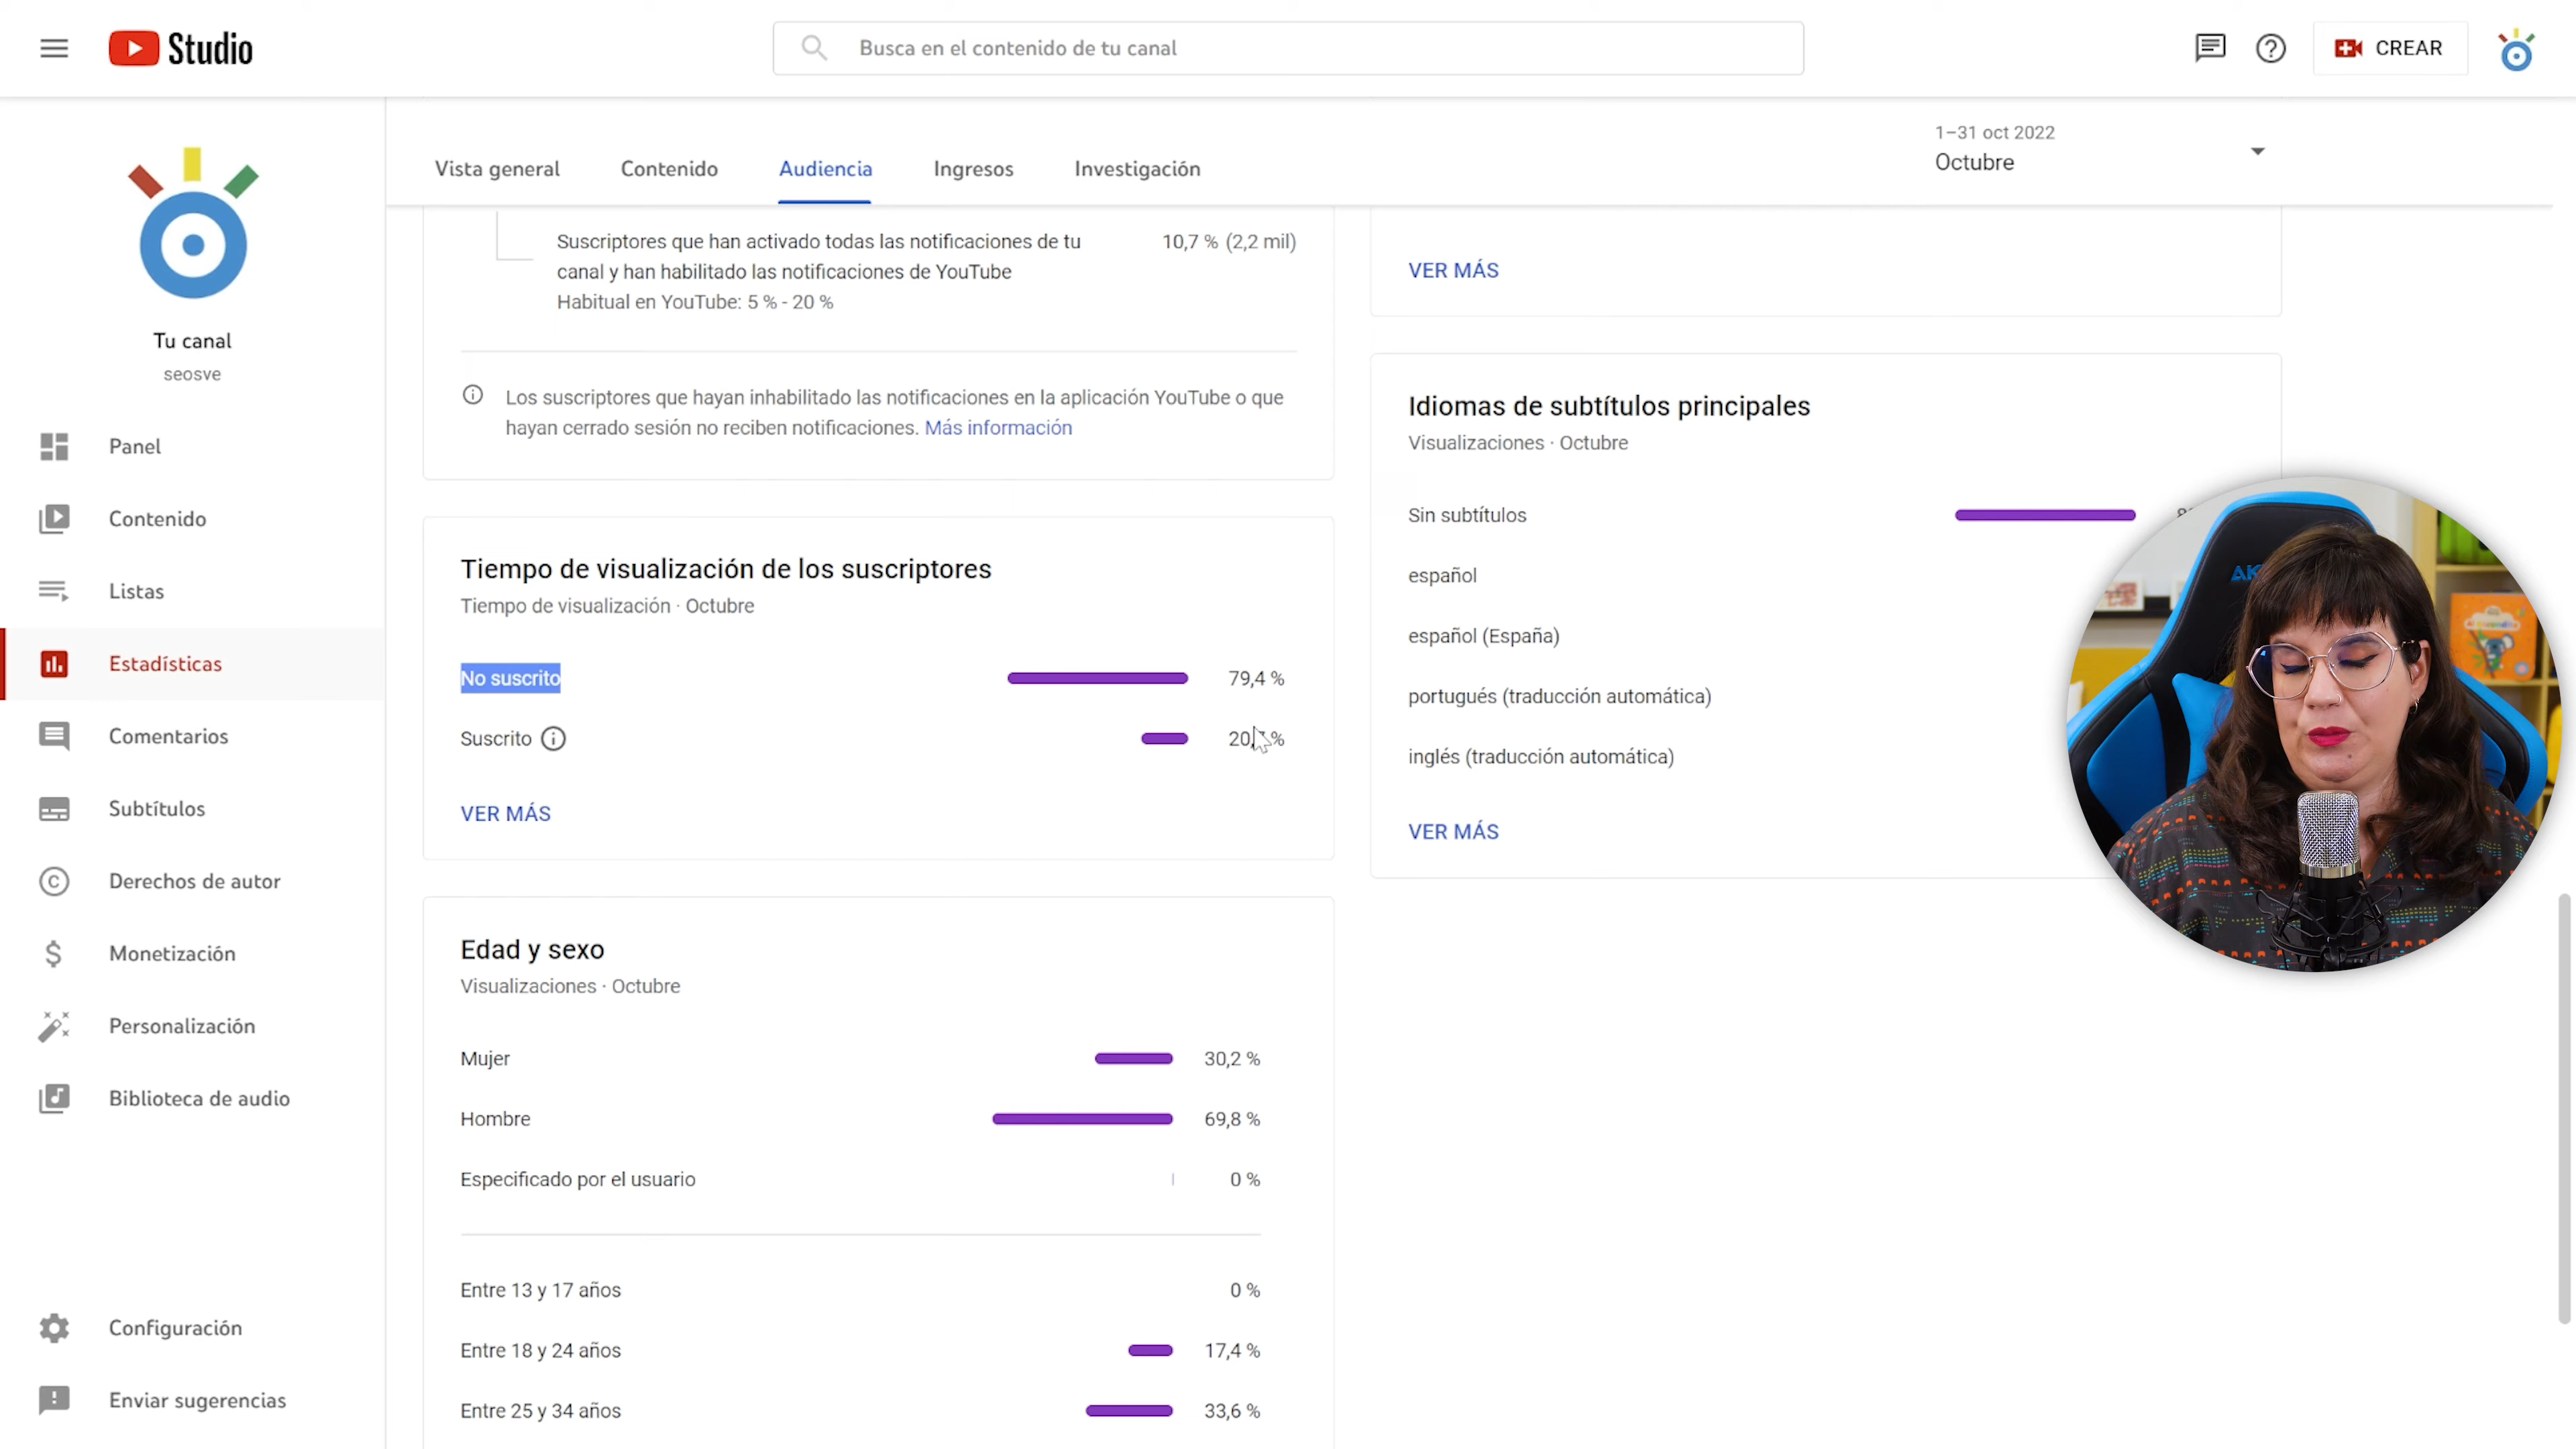 Studio
Busca en el contenido de tu canal
CREAR
Tu canal
seosve
Panel
Contenido
Listas
Estadísticas
Comentarios
Subtítulos
Derechos de autor
Monetización
Personalización
Biblioteca de audio
Configuración
Enviar sugerencias
Vista general
Contenido
Audiencia
Ingresos
Investigación
1–31 oct 2022
Octubre
Suscriptores que han activado todas las notificaciones de tu
canal y han habilitado las notificaciones de YouTube
10,7 % (2,2 mil)
Habitual en YouTube: 5 % - 20 %
Los suscriptores que hayan inhabilitado las notificaciones en la aplicación YouTube o que
hayan cerrado sesión no reciben notificaciones. Más información
Tiempo de visualización de los suscriptores
Tiempo de visualización · Octubre
No suscrito 79,4 %
Suscrito
VER MÁS
Edad y sexo
Visualizaciones · Octubre
Mujer 30,2 %
Hombre 69,8 %
Especificado por el usuario 0 %
Entre 13 y 17 años 0 %
Entre 18 y 24 años 17,4 %
Entre 25 y 34 años 33,6 %
VER MÁS
Idiomas de subtítulos principales
Visualizaciones · Octubre
Sin subtítulos
español
español (España)
portugués (traducción automática)
inglés (traducción automática)
VER MÁS